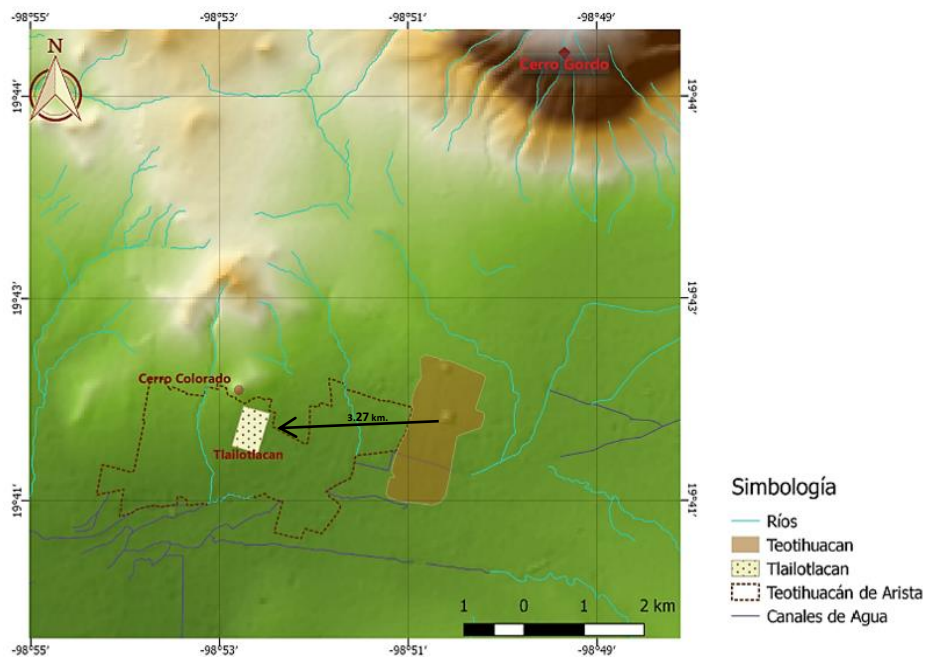 -98°55' -98°53' -98°51' -98°49'
N
Cerro Gordo
19°44' 19°44'
19°43' 19°43'
Cerro Colorado
3.27 km.
Tlailotlacan
19°41' 19°41'
Simbología
Ríos
Teotihuacan
Tlailotlacan
Teotihuacán de Arista
Canales de Agua
1 0 1 2 km
-98°55' -98°53' -98°51' -98°49'